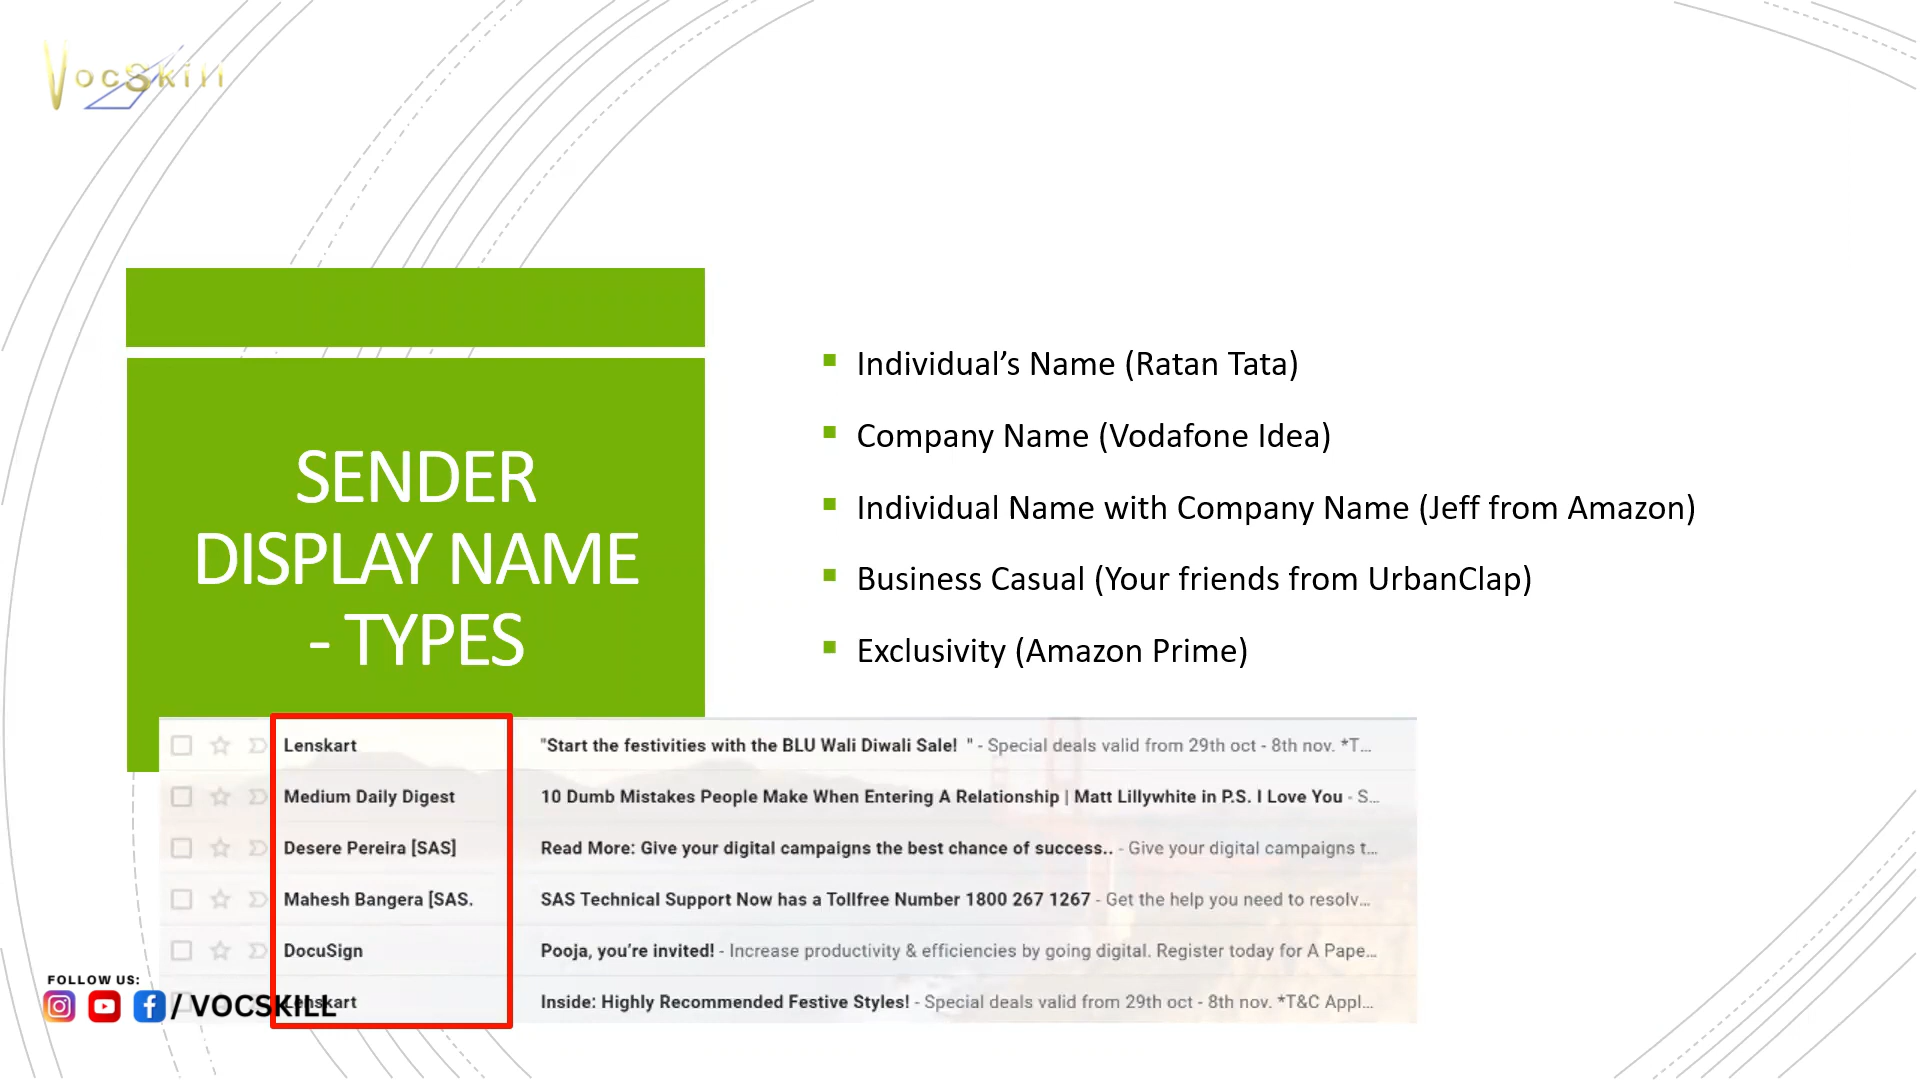 VocSkill
SENDER
DISPLAY NAME
- TYPES
Individual’s Name (Ratan Tata)
Company Name (Vodafone Idea)
Individual Name with Company Name (Jeff from Amazon)
Business Casual (Your friends from UrbanClap)
Exclusivity (Amazon Prime)
Lenskart "Start the festivities with the BLU Wali Diwali Sale! " - Special deals valid from 29th oct - 8th nov. *T...
Medium Daily Digest 10 Dumb Mistakes People Make When Entering A Relationship | Matt Lillywhite in P.S. I Love You - S...
Desere Pereira [SAS] Read More: Give your digital campaigns the best chance of success.. - Give your digital campaigns t...
Mahesh Bangera [SAS. SAS Technical Support Now has a Tollfree Number 1800 267 1267 - Get the help you need to resolv...
DocuSign Pooja, you’re invited! - Increase productivity & efficiencies by going digital. Register today for A Pape...
Lenskart Inside: Highly Recommended Festive Styles! - Special deals valid from 29th oct - 8th nov. *T&C Appl...
FOLLOW US:
/ VOCSKILL